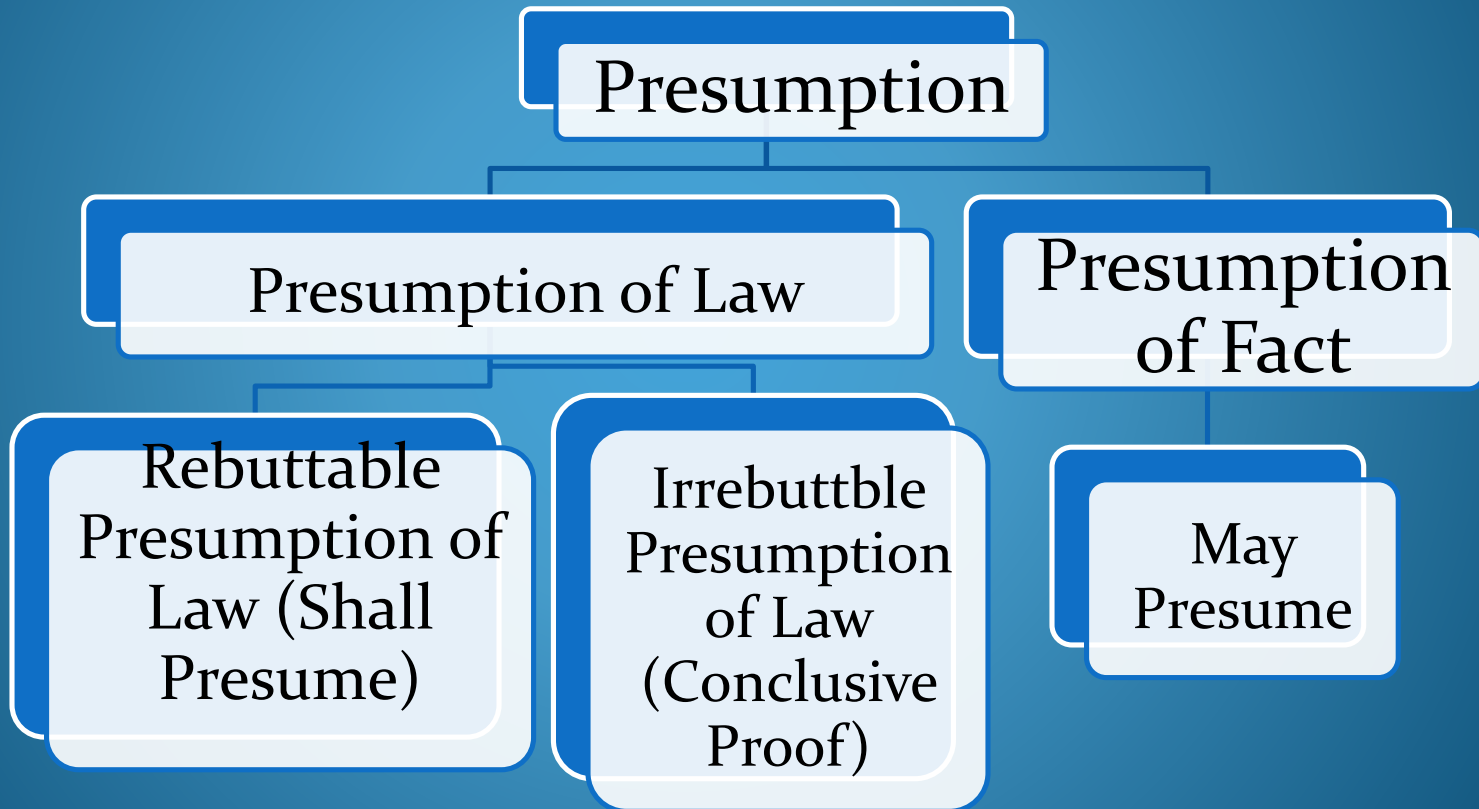 Presumption
Presumption of Law
Presumption
of Fact
Rebuttable
Presumption of
Law (Shall
Presume)
Irrebuttble
Presumption
of Law
(Conclusive
Proof)
May
Presume